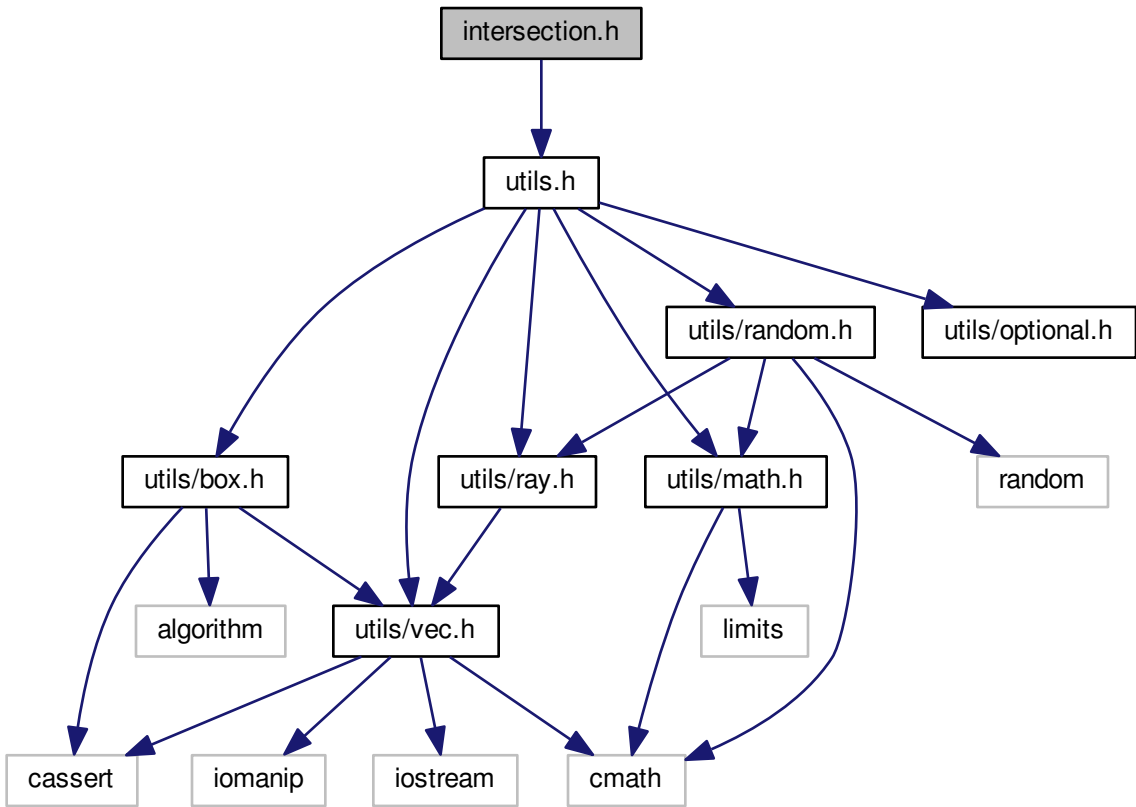 intersection.h
utils.h
utils/random.h
utils/optional.h
utils/box.h
utils/ray.h
utils/math.h
random
algorithm
utils/vec.h
limits
cassert
iomanip
iostream
cmath